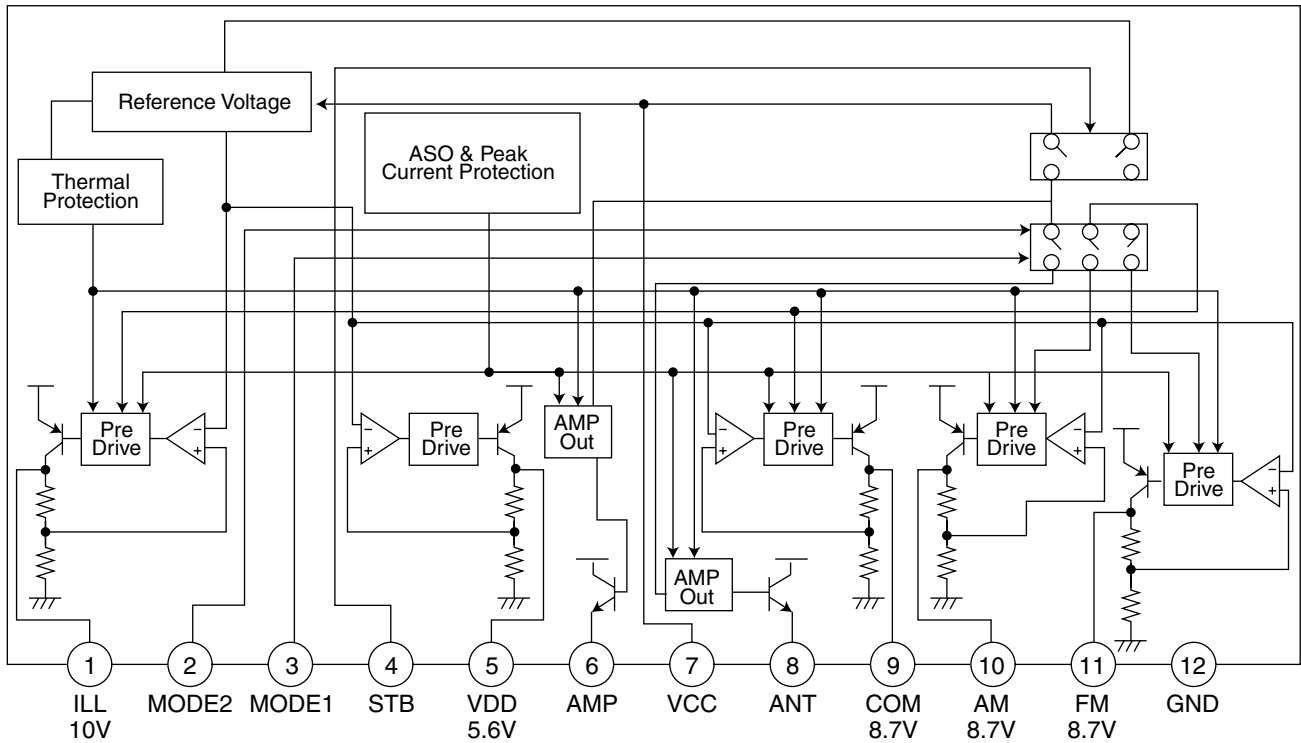 Reference Voltage
ASO & Peak
Current Protection
Thermal
Protection
Pre
Drive
- +
- +
Pre
Drive
AMP
Out
- +
Pre
Drive
Pre
Drive
- +
Pre
Drive
- +
AMP
Out
1 2 3 4 5 6 7 8 9 10 11 12
ILL MODE2 MODE1 STB VDD AMP VCC ANT COM AM FM GND
10V 5.6V 8.7V 8.7V 8.7V